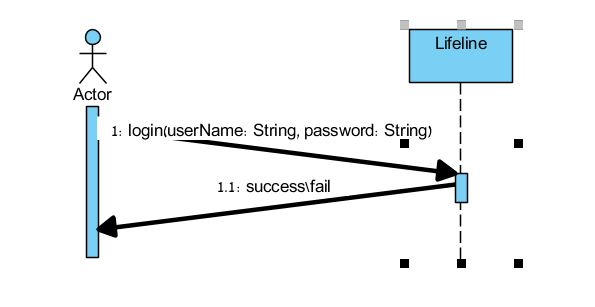 Lifeline
Actor
1: login(userName: String, password: String)
1.1: success\fail